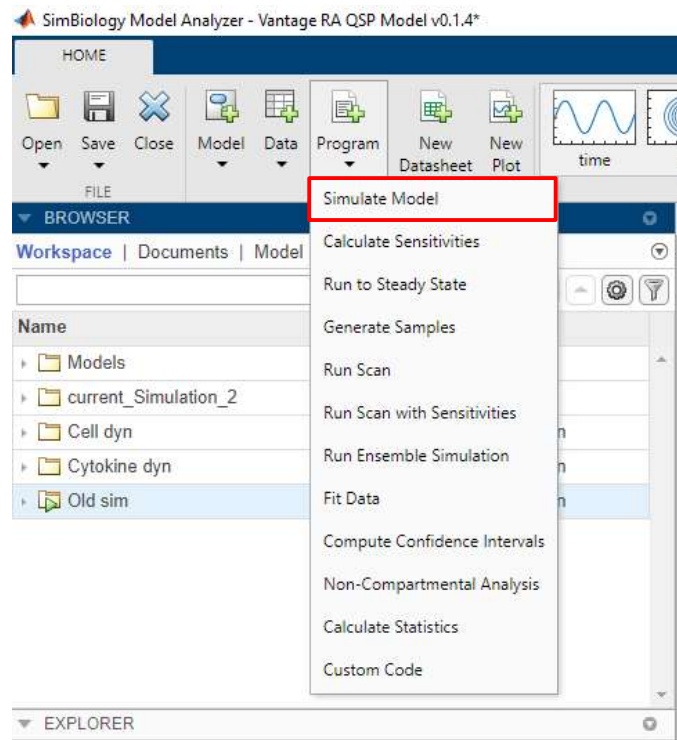 SimBiology Model Analyzer - Vantage RA QSP Model v0.1.4*
HOME
Open Save Close Model Data Program New Datasheet New Plot time
FILE
BROWSER
Workspace | Documents | Model
Name
Models
current_Simulation_2
Cell dyn
Cytokine dyn
Old sim
Simulate Model
Calculate Sensitivities
Run to Steady State
Generate Samples
Run Scan
Run Scan with Sensitivities
Run Ensemble Simulation
Fit Data
Compute Confidence Intervals
Non-Compartmental Analysis
Calculate Statistics
Custom Code
n
n
n
EXPLORER